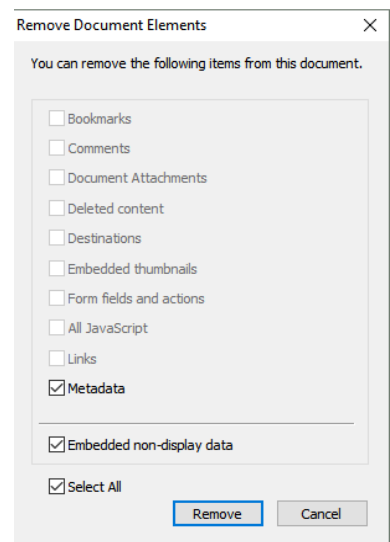 Remove Document Elements
You can remove the following items from this document.
Bookmarks
Comments
Document Attachments
Deleted content
Destinations
Embedded thumbnails
Form fields and actions
All JavaScript
Links
Metadata
Embedded non-display data
Select All
Remove Cancel